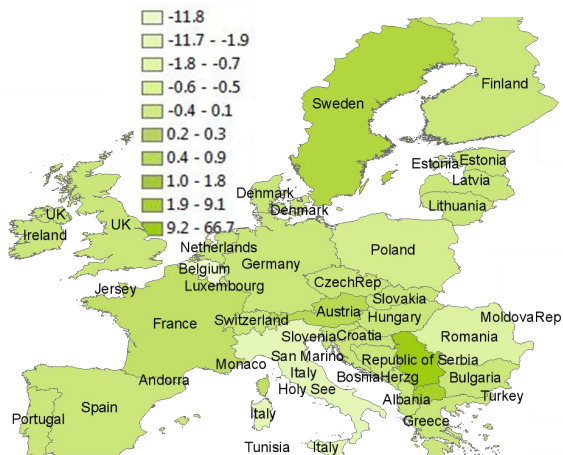 -11.8
-11.7 - -1.9
-1.8 - -0.7
-0.6 - -0.5
-0.4 - 0.1
0.2 - 0.3
0.4 - 0.9
1.0 - 1.8
1.9 - 9.1
9.2 - 66.7
Finland
Sweden
Estonia Estonia
Latvia
Denmark
Lithuania
Denmark
UK
UK
Ireland
Netherlands
Poland
Belgium
Germany
CzechRep
Luxembourg
Jersey
Slovakia
Austria
Hungary
MoldovaRep
France
Switzerland
Slovenia Croatia
Romania
San Marino
Republic of Serbia
Monaco
Italy
BosniaHerzg
Bulgaria
Andorra
Holy See
Albania
Turkey
Spain
Italy
Portugal
Greece
Tunisia
Italy